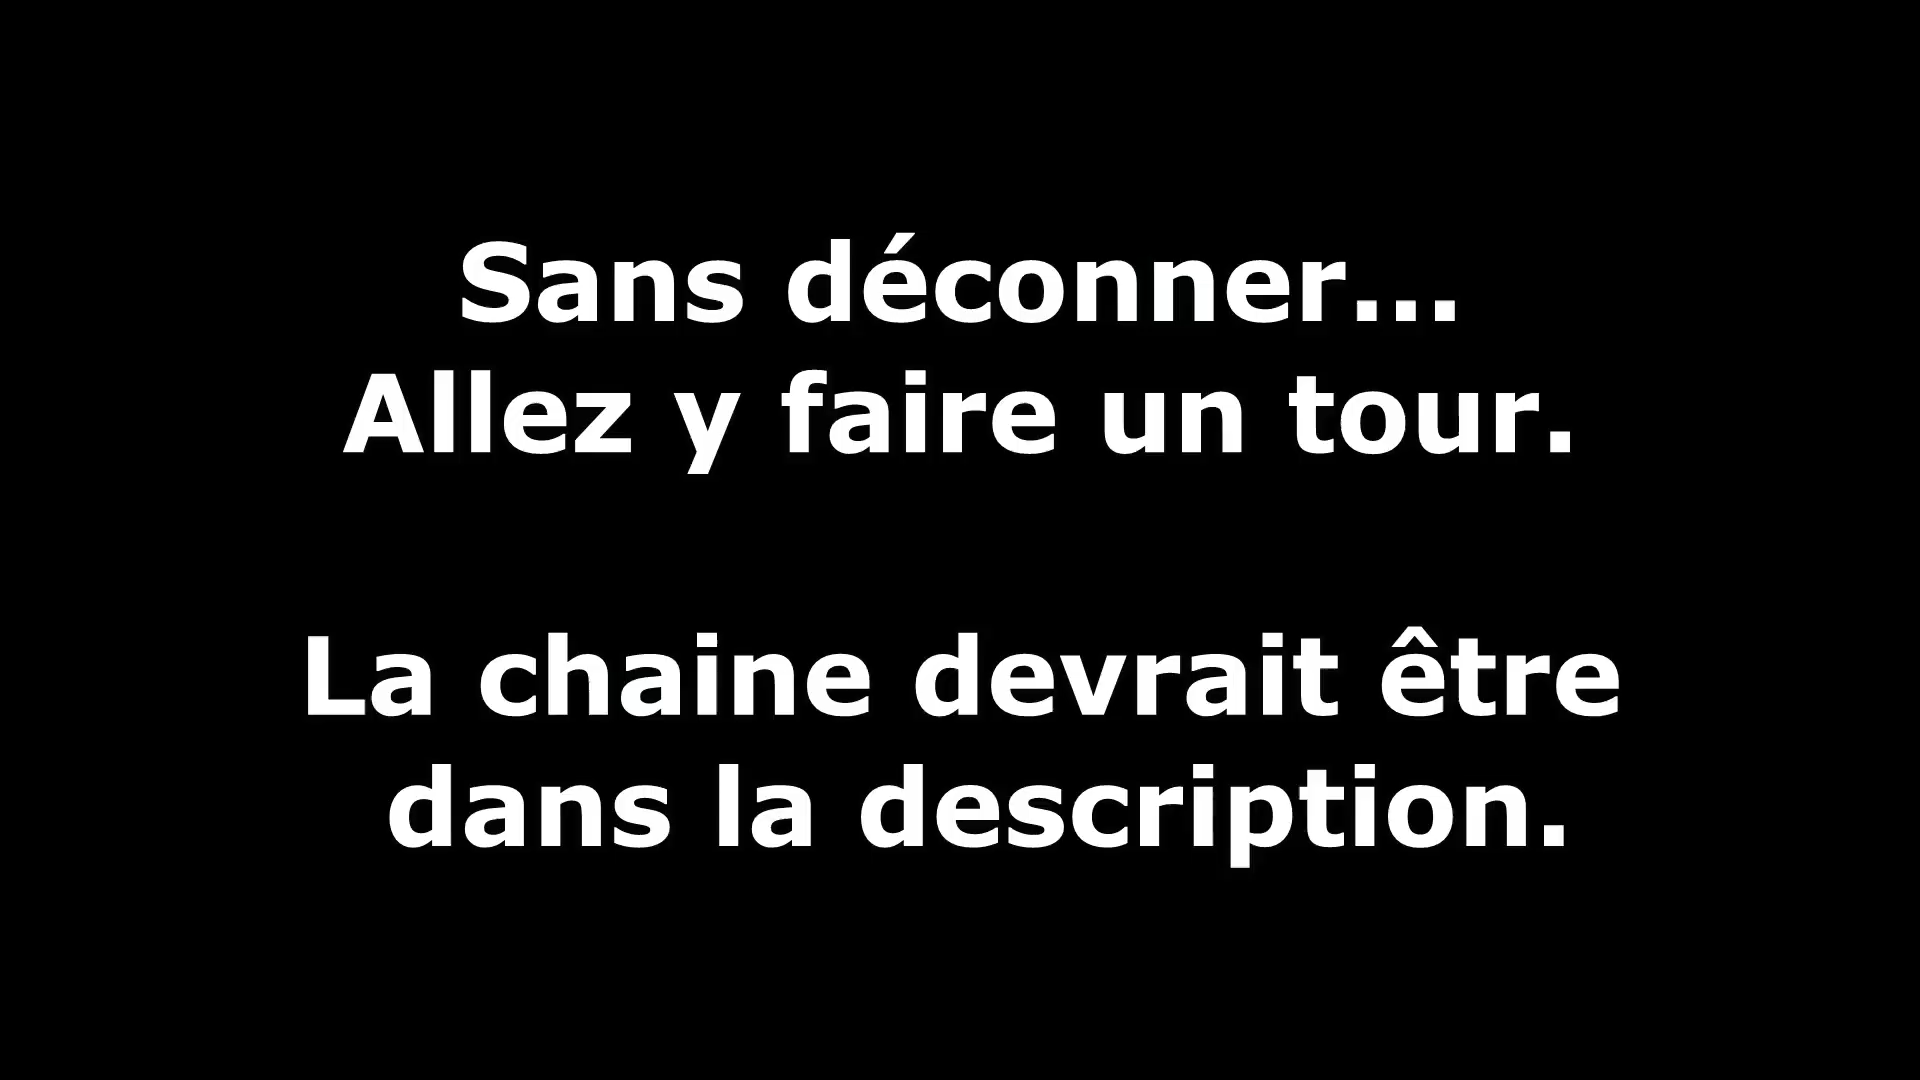 Sans déconner...
Allez y faire un tour.
La chaine devrait être
dans la description.